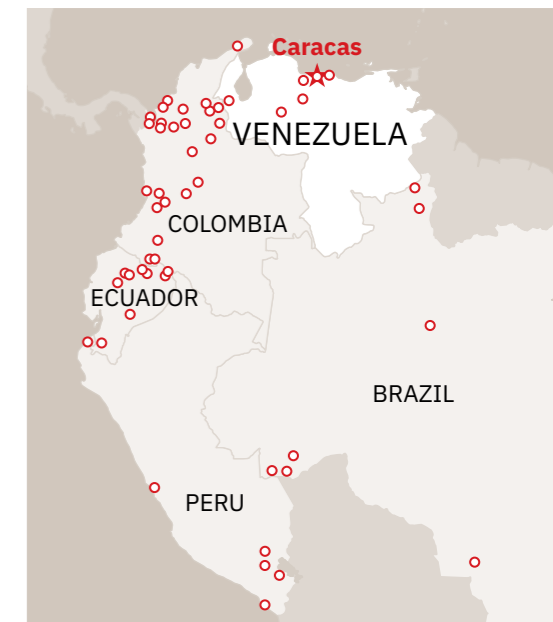 Caracas
VENEZUELA
COLOMBIA
ECUADOR
BRAZIL
PERU